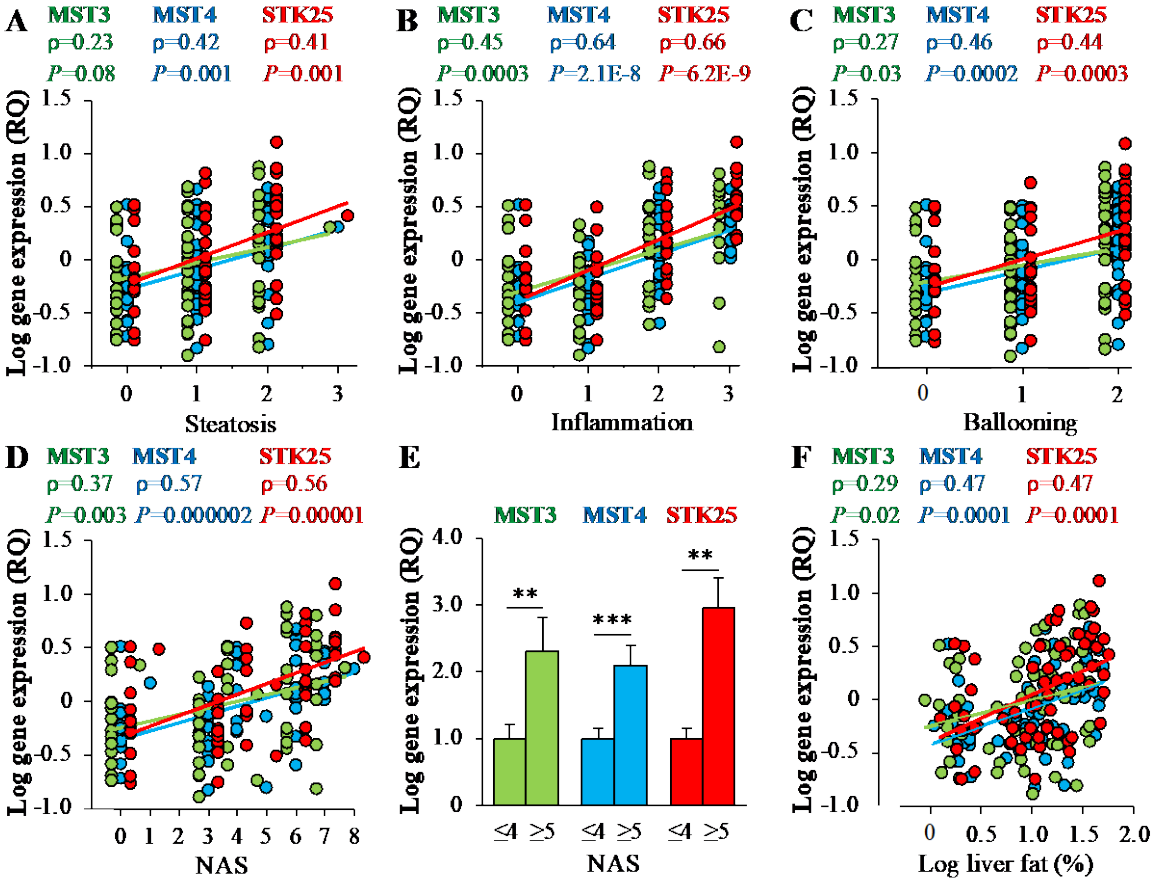 A MST3 MST4 STK25
ρ=0.23 ρ=0.42 ρ=0.41
P=0.08 P=0.001 P=0.001
Log gene expression (RQ)
1.5
1.0
0.5
0
-0.5
-1.0
0 1 2 3
Steatosis
B MST3 MST4 STK25
ρ=0.45 ρ=0.64 ρ=0.66
P=0.0003 P=2.1E-8 P=6.2E-9
Log gene expression (RQ)
1.5
1.0
0.5
0
-0.5
-1.0
0 1 2 3
Inflammation
C MST3 MST4 STK25
ρ=0.27 ρ=0.46 ρ=0.44
P=0.03 P=0.0002 P=0.0003
Log gene expression (RQ)
1.5
1.0
0.5
0
-0.5
-1.0
0 1 2
Ballooning
D MST3 MST4 STK25
ρ=0.37 ρ=0.57 ρ=0.56
P=0.003 P=0.000002 P=0.00001
Log gene expression (RQ)
1.5
1.0
0.5
0
-0.5
-1.0
0 1 2 3 4 5 6 7 8
NAS
E
MST3 MST4 STK25
Log gene expression (RQ)
4.0
3.0
2.0
1.0
0
** *** **
≤4 ≥5 ≤4 ≥5 ≤4 ≥5
NAS
F MST3 MST4 STK25
ρ=0.29 ρ=0.47 ρ=0.47
P=0.02 P=0.0001 P=0.0001
Log gene expression (RQ)
1.5
1.0
0.5
0
-0.5
-1.0
0 0.5 1.0 1.5 2.0
Log liver fat (%)